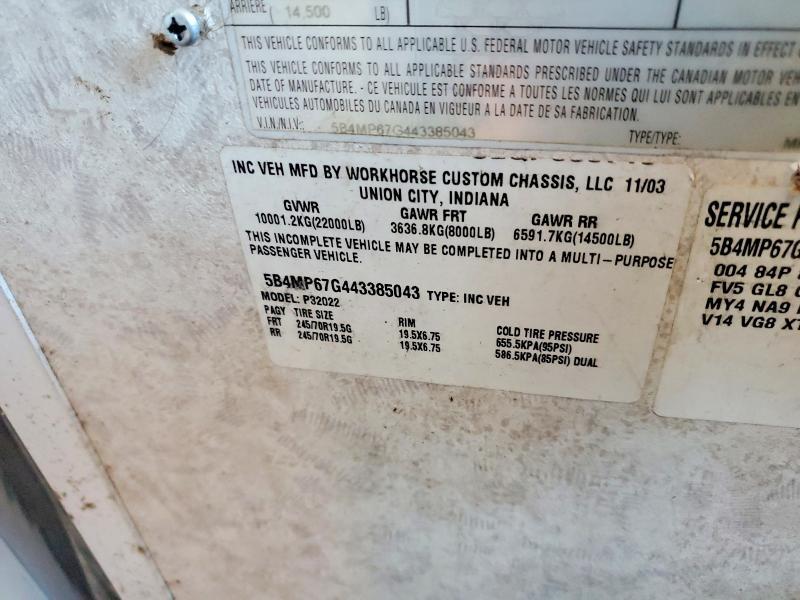 ARRIÈRE ( 14,500 LB)
THIS VEHICLE CONFORMS TO ALL APPLICABLE U.S. FEDERAL MOTOR VEHICLE SAFETY STANDARDS IN EFFECT
THIS VEHICLE CONFORMS TO ALL APPLICABLE STANDARDS PRESCRIBED UNDER THE CANADIAN MOTOR
DATE OF MANUFACTURE. - CE VEHICULE EST CONFORME A TOUTES LES NORMES QUI LUI SONT APPLICABLES EN
VEHICLES AUTOMOBILES DU CANADA EN VIGUEUR A LA DATE DE SA FABRICATION.
V.I.N./N.I.V.: 5B4MP67G443385043 TYPE/TYPE:
INC VEH MFD BY WORKHORSE CUSTOM CHASSIS, LLC 11/03
UNION CITY, INDIANA
GVWR GAWR FRT GAWR RR
10001.2KG(22000LB) 3636.8KG(8000LB) 6591.7KG(14500LB)
THIS INCOMPLETE VEHICLE MAY BE COMPLETED INTO A MULTI-PURPOSE
PASSENGER VEHICLE.
5B4MP67G443385043 TYPE: INC VEH
MODEL: P32022
PAGY TIRE SIZE RIM COLD TIRE PRESSURE
FRT 245/70R19.5G 19.5X6.75 655.5KPA(95PSI)
RR 245/70R19.5G 19.5X6.75 586.5KPA(85PSI) DUAL
SERVICE
5B4MP67G
004 84P
FV5 GL8
MY4 NA9
V14 VG8